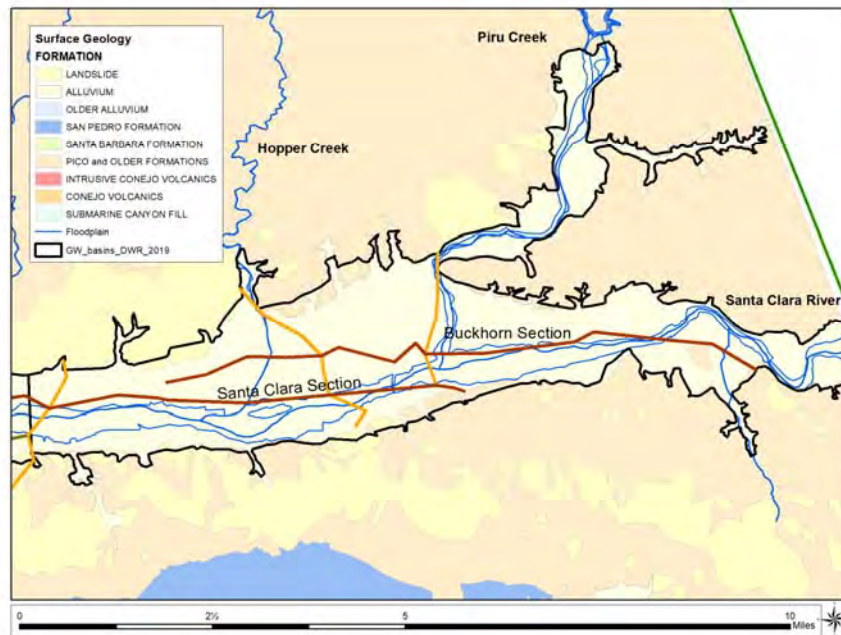 Surface Geology
FORMATION
LANDSLIDE
ALLUVIUM
OLDER ALLUVIUM
SAN PEDRO FORMATION
SANTA BARBARA FORMATION
PICO and OLDER FORMATIONS
INTRUSIVE CONEJO VOLCANICS
CONEJO VOLCANICS
SUBMARINE CANYON FILL
Floodplain
GW_basins_DWR_2019
Piru Creek
Hopper Creek
Santa Clara River
Buckhorn Section
Santa Clara Section
0 2½ 5 10
Miles